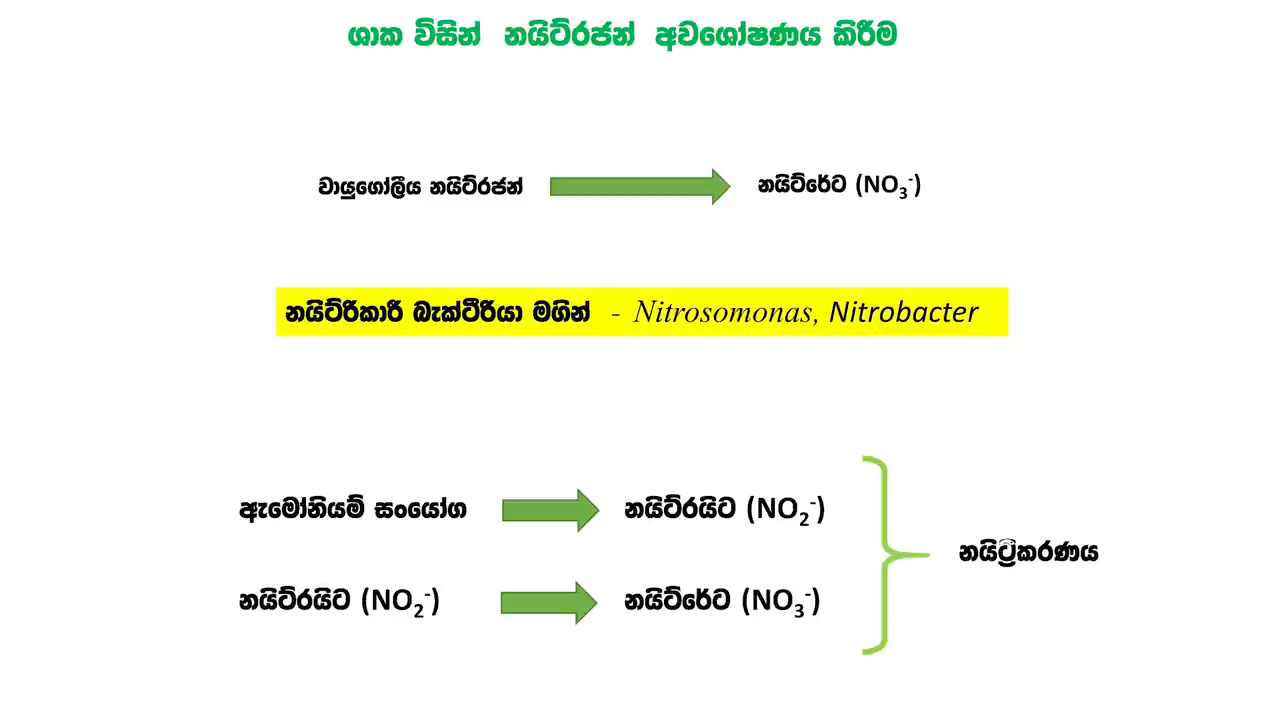 ශාක විසින් නයිට්රජන් අවශෝෂණය කිරීම
වායුගෝලීය නයිට්රජන් නයිට්රේට (NO₃⁻)
නයිට්රිකාරී බැක්ටීරියා මගින් - Nitrosomonas, Nitrobacter
ඇමෝනියම් සංයෝග නයිට්රයිට (NO₂⁻)
නයිට්‍රිකරණය
නයිට්රයිට (NO₂⁻) නයිට්රේට (NO₃⁻)